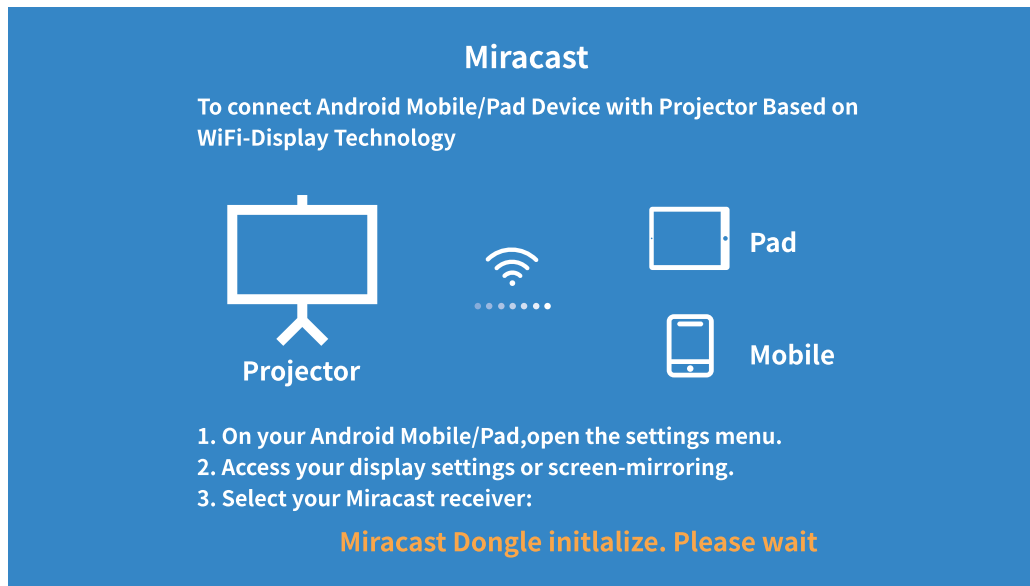 Miracast
To connect Android Mobile/Pad Device with Projector Based on
WiFi-Display Technology
Pad
Mobile
Projector
1. On your Android Mobile/Pad,open the settings menu.
2. Access your display settings or screen-mirroring.
3. Select your Miracast receiver:
Miracast Dongle initlalize. Please wait